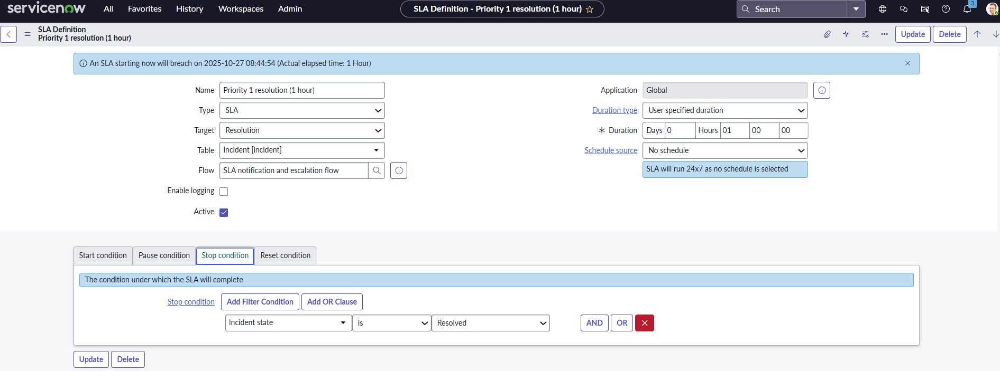 servicenow
All
Favorites
History
Workspaces
Admin
SLA Definition - Priority 1 resolution (1 hour)
Search
3
SLA Definition
Priority 1 resolution (1 hour)
Update
Delete
An SLA starting now will breach on 2025-10-27 08:44:54 (Actual elapsed time: 1 Hour)
Name
Priority 1 resolution (1 hour)
Type
SLA
Target
Resolution
Table
Incident [incident]
Flow
SLA notification and escalation flow
Enable logging
Active
Application
Global
Duration type
User specified duration
Duration
Days 0 Hours 01 00 00
Schedule source
No schedule
SLA will run 24x7 as no schedule is selected
Start condition
Pause condition
Stop condition
Reset condition
The condition under which the SLA will complete
Stop condition
Add Filter Condition
Add OR Clause
Incident state
is
Resolved
AND
OR
Update
Delete